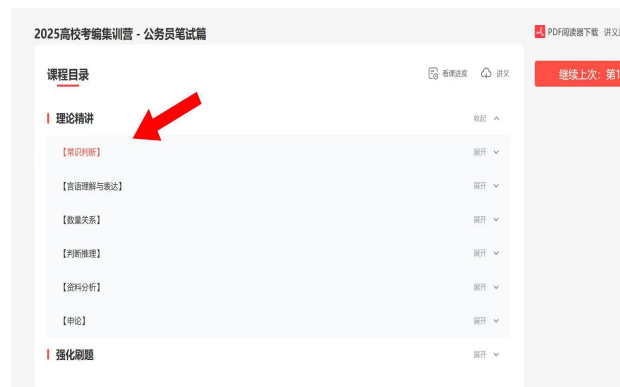 2025高校考编集训营 - 公务员笔试篇
PDF阅读器下载 讲义
课程目录
看课进度 讲义
继续上次：第1
理论精讲 收起
【常识判断】 展开
【言语理解与表达】 展开
【数量关系】 展开
【判断推理】 展开
【资料分析】 展开
【申论】 展开
强化刷题 展开